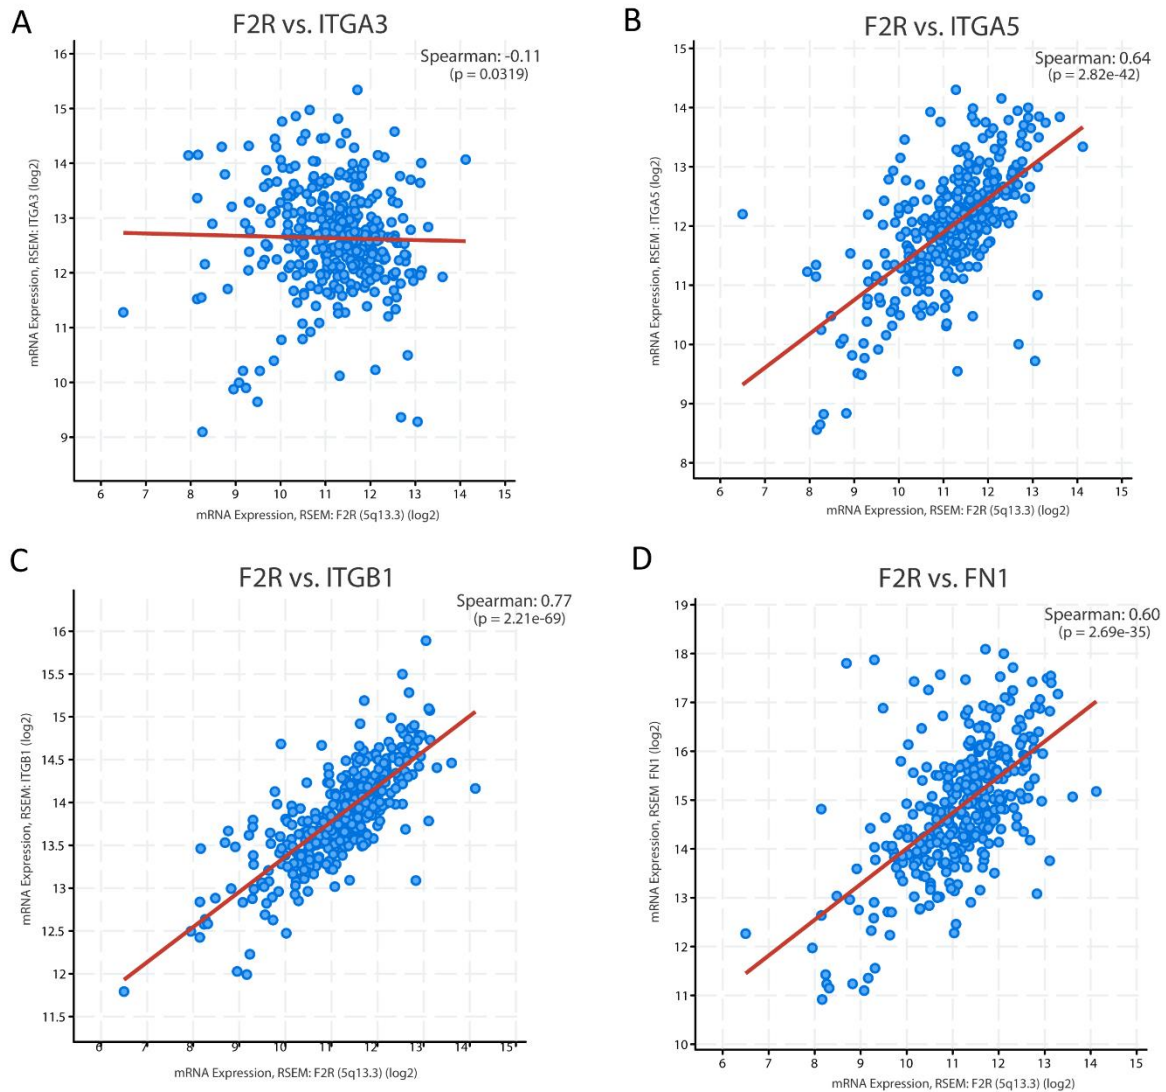 A
F2R vs. ITGA3
Spearman: -0.11
(p = 0.0319)
16
15
14
13
12
11
10
9
mRNA Expression, RSEM: ITGA3 (log2)
6 7 8 9 10 11 12 13 14 15
mRNA Expression, RSEM: F2R (5q13.3) (log2)
B
F2R vs. ITGA5
Spearman: 0.64
(p = 2.82e-42)
15
14
13
12
11
10
9
8
mRNA Expression, RSEM : ITGA5 (log2)
6 7 8 9 10 11 12 13 14 15
mRNA Expression, RSEM: F2R (5q13.3) (log2)
C
F2R vs. ITGB1
Spearman: 0.77
(p = 2.21e-69)
16
15.5
15
14.5
14
13.5
13
12.5
12
11.5
mRNA Expression, RSEM: ITGB1 (log2)
6 7 8 9 10 11 12 13 14 15
mRNA Expression, RSEM: F2R (5q13.3) (log2)
D
F2R vs. FN1
Spearman: 0.60
(p = 2.69e-35)
19
18
17
16
15
14
13
12
11
10
mRNA Expression, RSEM FN1 (log2)
6 7 8 9 10 11 12 13 14 15
mRNA Expression, RSEM: F2R (5q13.3) (log2)